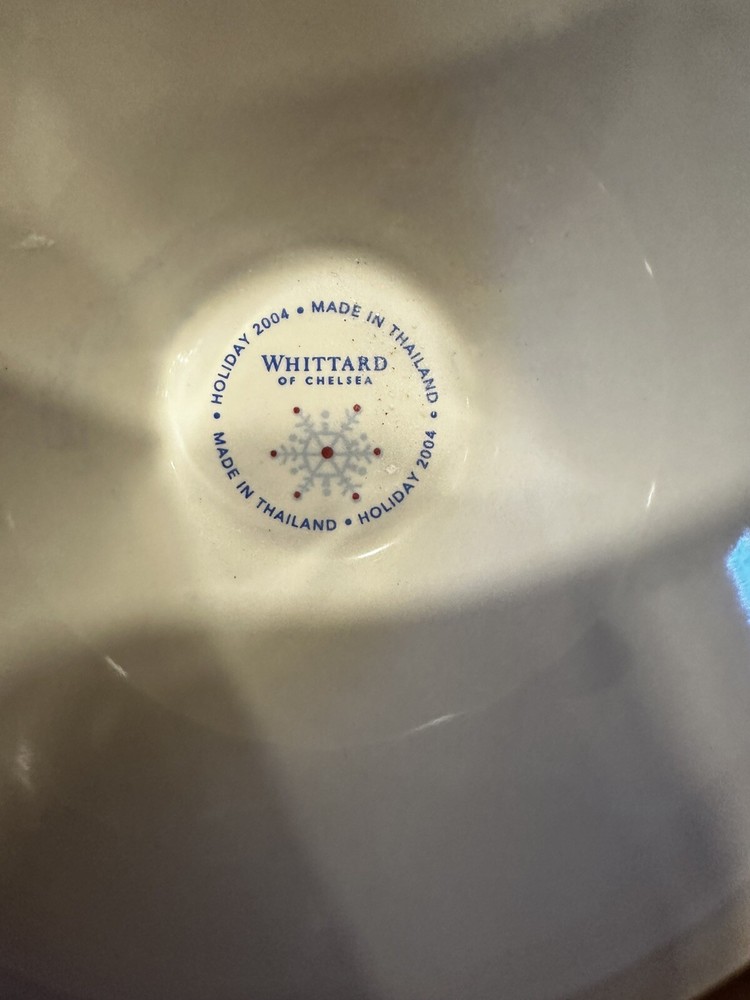 • HOLIDAY 2004 • MADE IN THAILAND
WHITTARD
OF CHELSEA
• MADE IN THAILAND • HOLIDAY 2004 •